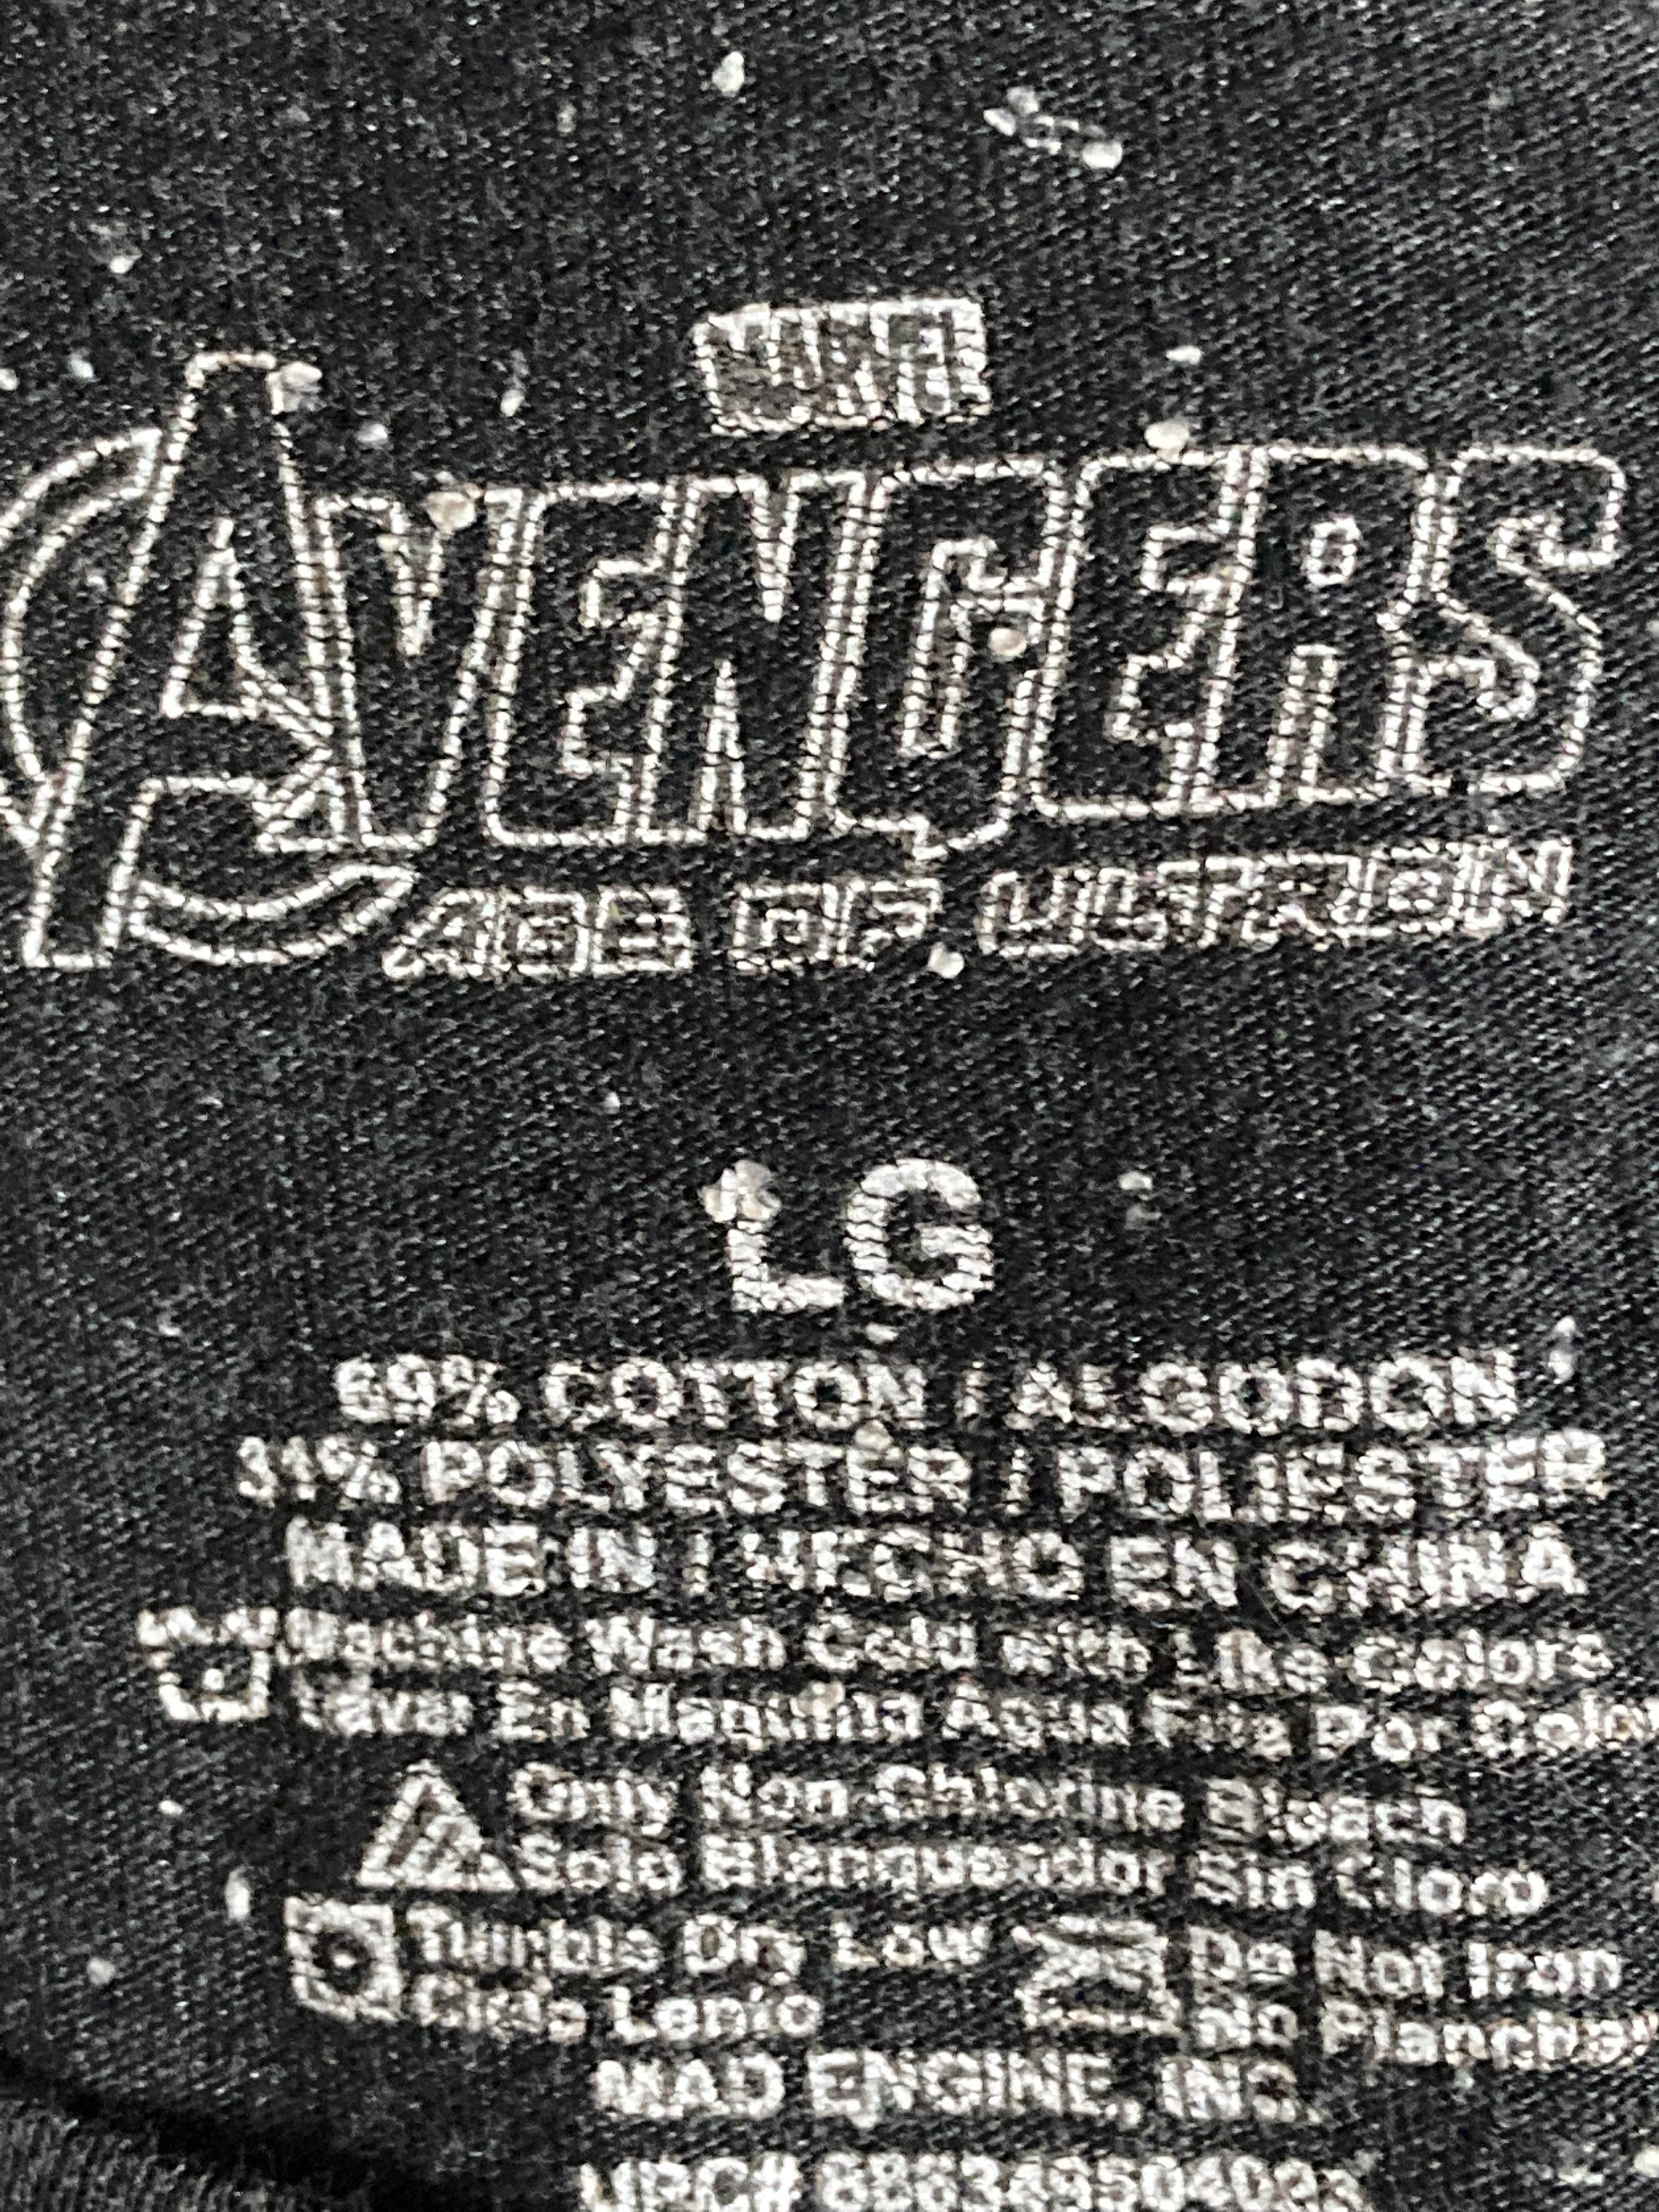 MARVEL
AVENGERS
AGE OF ULTRON
LG
69% COTTON / ALGODON
31% POLYESTER / POLIESTER
MADE IN / HECHO EN CHINA
Machine Wash Cold with Like Colors
Lavar En Maquina Agua Fria Por Color
Only Non-Chlorine Bleach
Solo Blanqueador Sin Cloro
Tumble Dry Low
Ciclo Lento
Do Not Iron
No Planchar
MAD ENGINE, INC.
UPC#